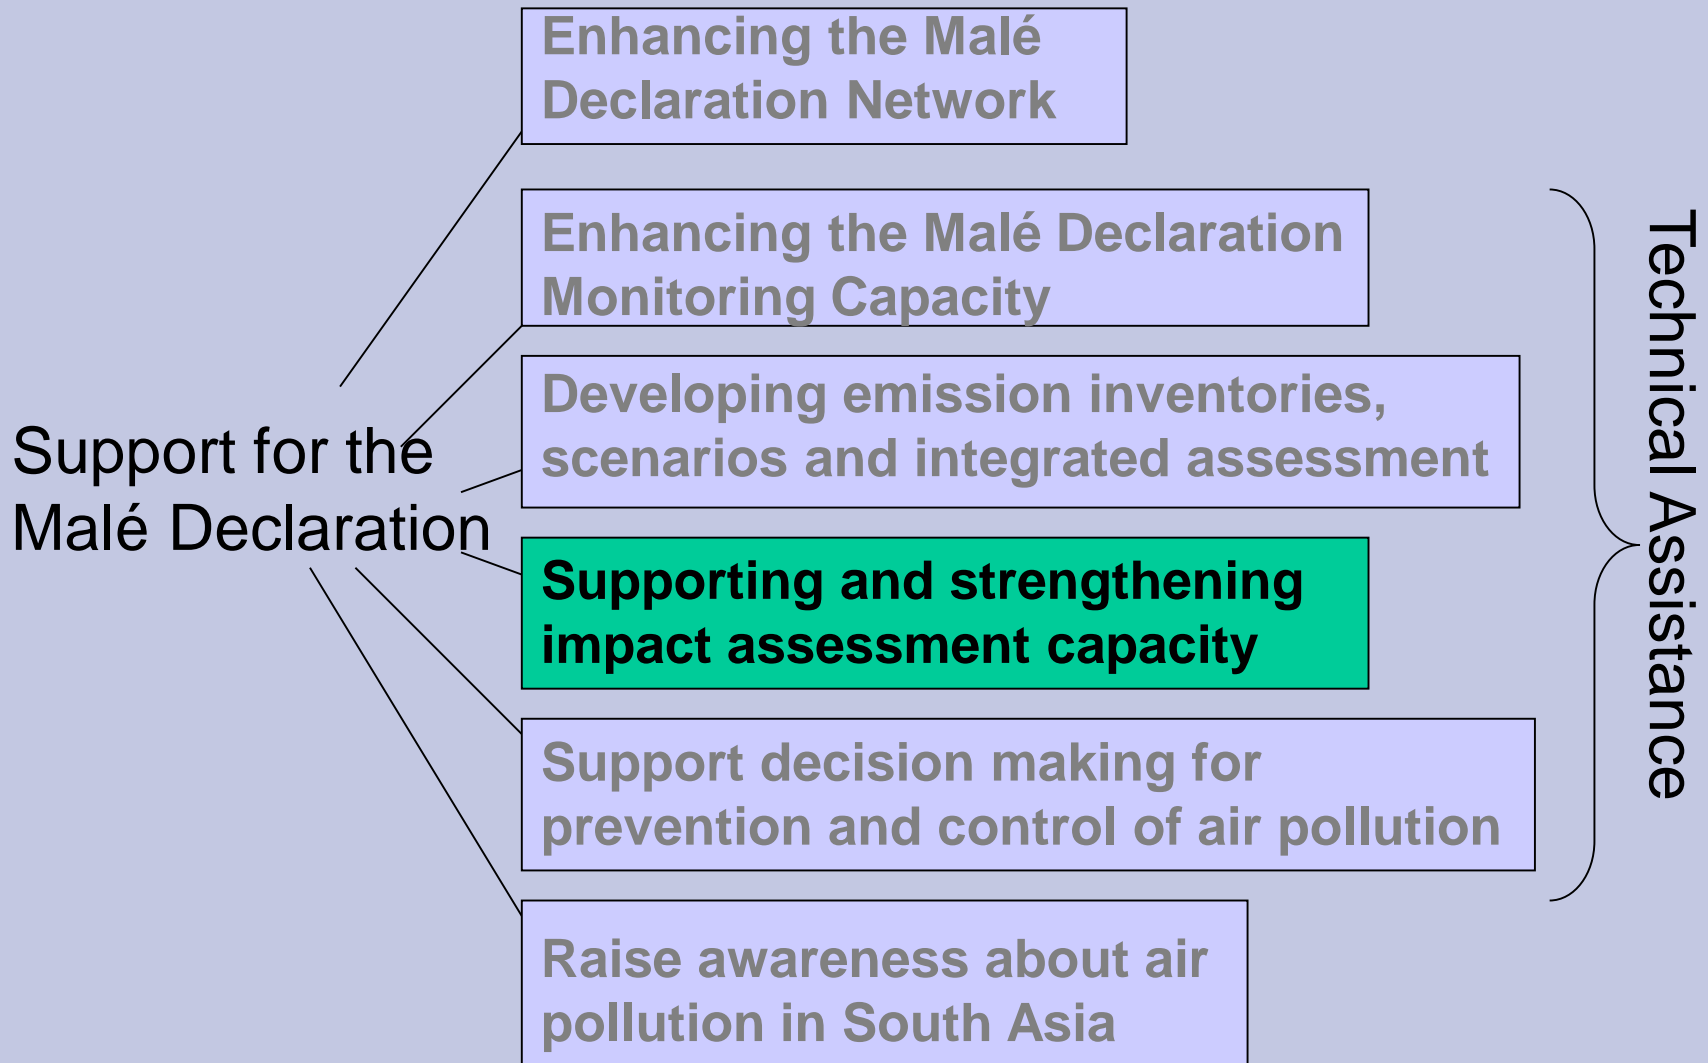 Enhancing the Malé
Declaration Network
Enhancing the Malé Declaration
Monitoring Capacity
Developing emission inventories,
scenarios and integrated assessment
Support for the
Malé Declaration
Supporting and strengthening
impact assessment capacity
Support decision making for
prevention and control of air pollution
Raise awareness about air
pollution in South Asia
Technical Assistance